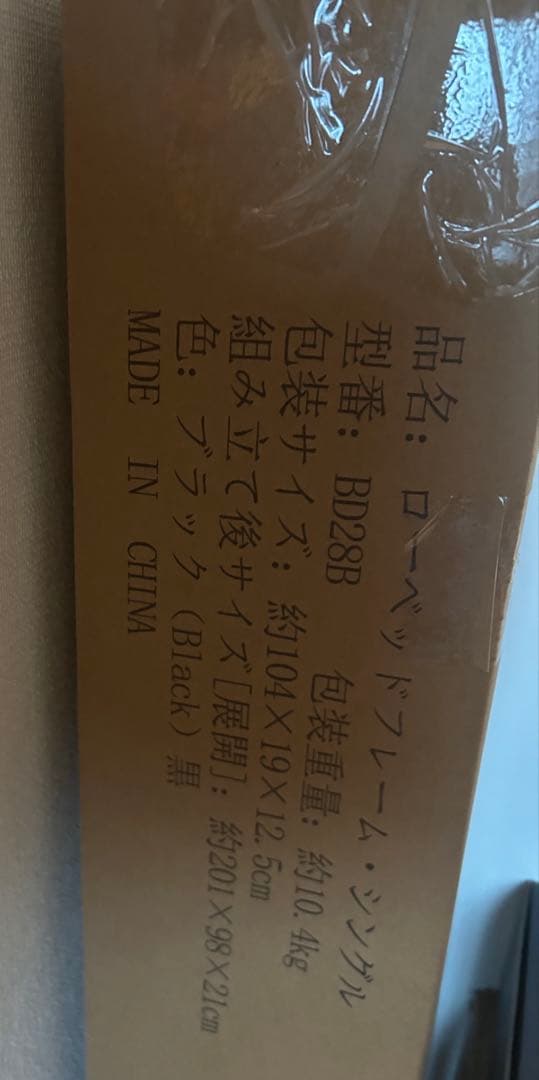 品名: ローベッドフレーム・シングル
型番: BD28B 包装重量: 約10.4kg
包装サイズ: 約104×19×12.5cm
組み立て後サイズ[展開]: 約201×98×21cm
色: ブラック(Black)黒
MADE IN CHINA